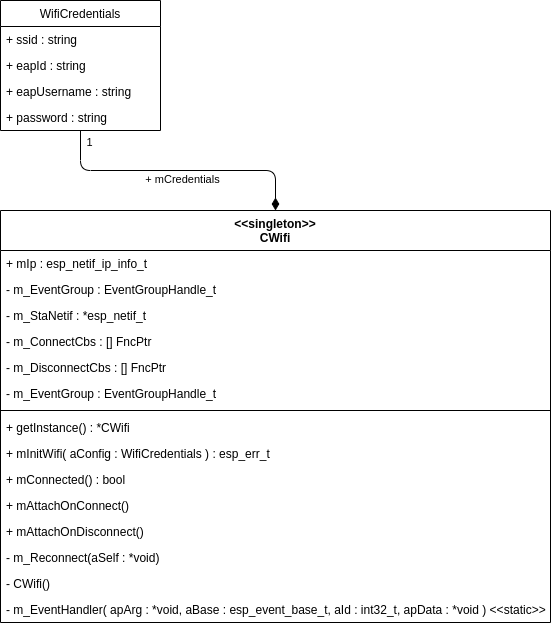 WifiCredentials
+ ssid : string
+ eapId : string
+ eapUsername : string
+ password : string
1
+ mCredentials
<<singleton>>
CWifi
+ mIp : esp_netif_ip_info_t
- m_EventGroup : EventGroupHandle_t
- m_StaNetif : *esp_netif_t
- m_ConnectCbs : [] FncPtr
- m_DisconnectCbs : [] FncPtr
- m_EventGroup : EventGroupHandle_t
+ getInstance() : *CWifi
+ mInitWifi( aConfig : WifiCredentials ) : esp_err_t
+ mConnected() : bool
+ mAttachOnConnect()
+ mAttachOnDisconnect()
- m_Reconnect(aSelf : *void)
- CWifi()
- m_EventHandler( apArg : *void, aBase : esp_event_base_t, aId : int32_t, apData : *void ) <<static>>